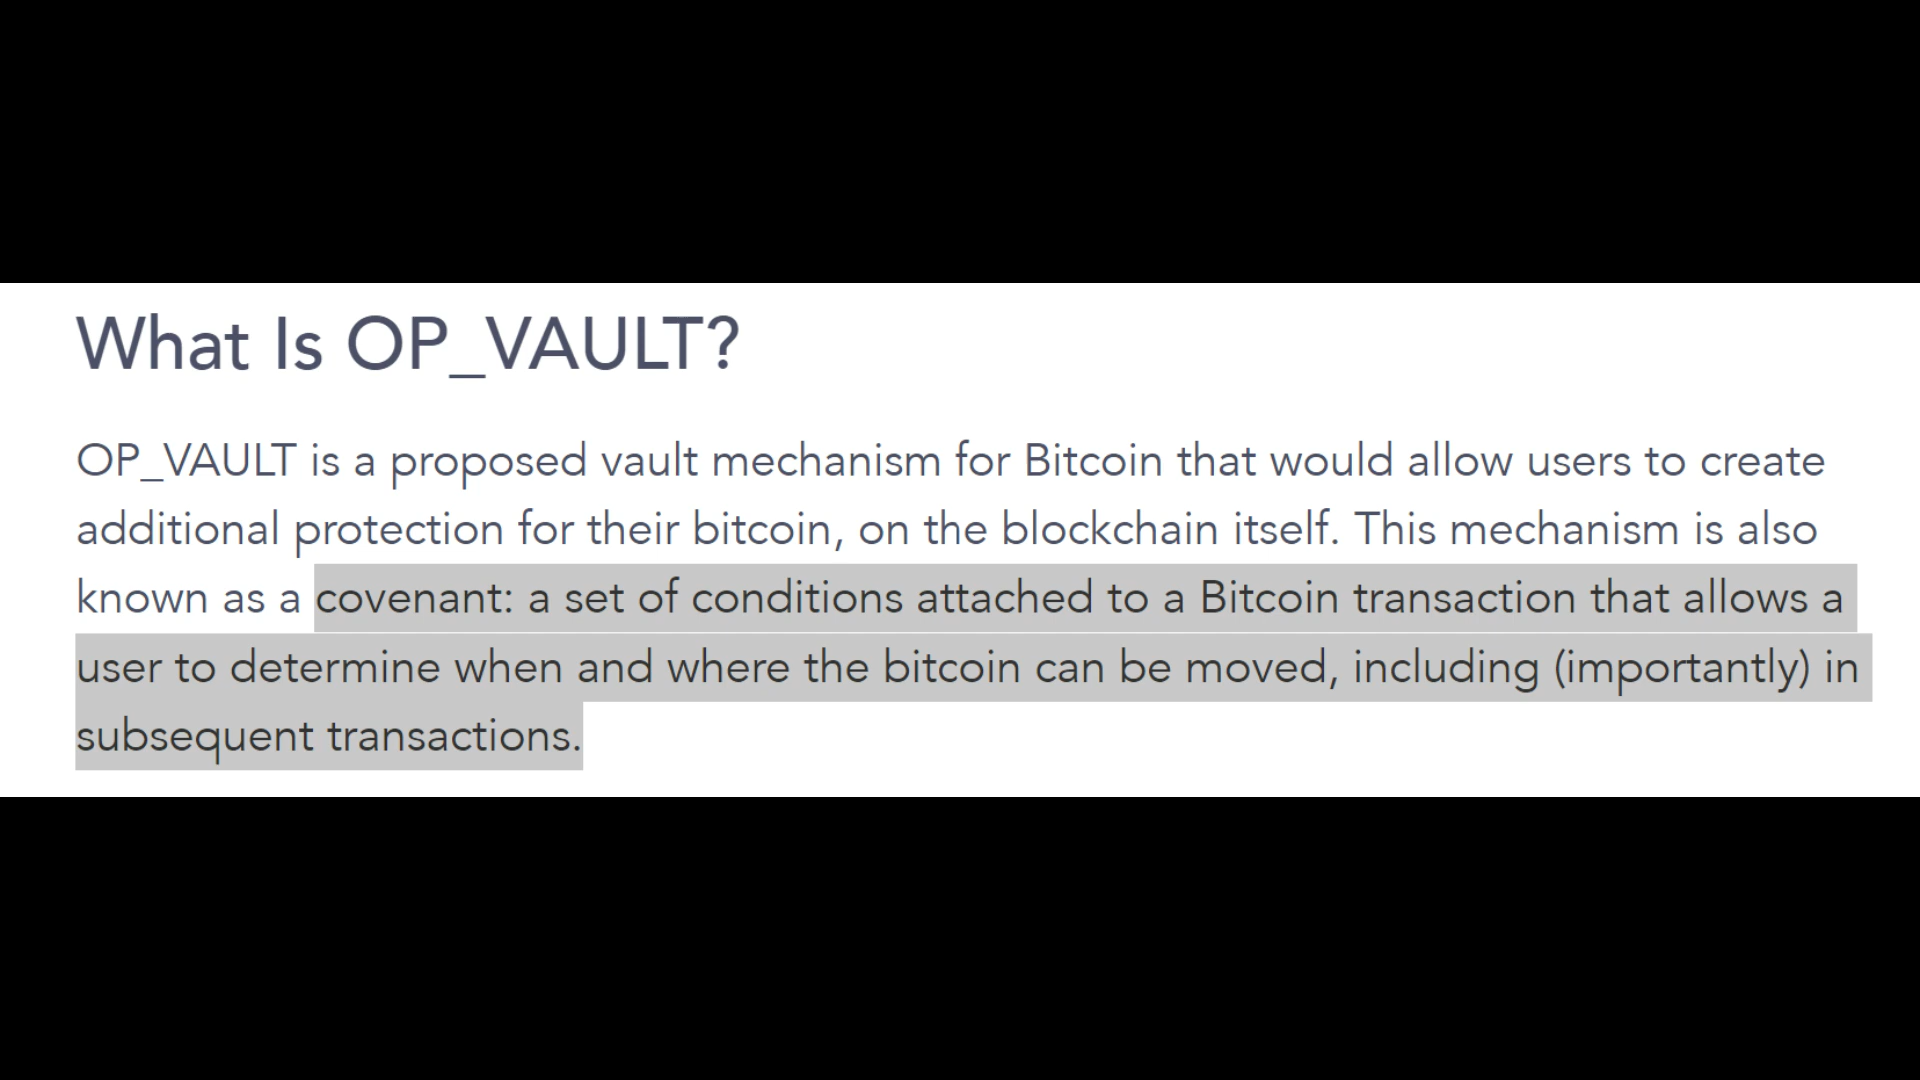 What Is OP_VAULT?
OP_VAULT is a proposed vault mechanism for Bitcoin that would allow users to create
additional protection for their bitcoin, on the blockchain itself. This mechanism is also
known as a covenant: a set of conditions attached to a Bitcoin transaction that allows a
user to determine when and where the bitcoin can be moved, including (importantly) in
subsequent transactions.